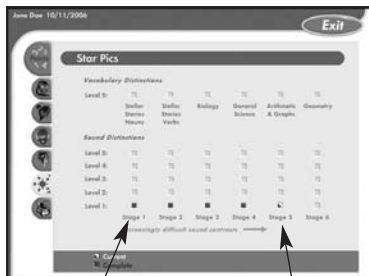 Jane Doe 10/11/2006
Exit
Star Pics
Vocabulary Distinctions
Level 5:
Stellar Stories Nouns
Stellar Stories Verbs
Biology
General Science
Arithmetic & Graphs
Geometry
Sound Distinctions
Level 5:
Level 4:
Level 3:
Level 2:
Level 1:
Stage 1 Stage 2 Stage 3 Stage 4 Stage 5 Stage 6
increasingly difficult sound contrasts
Current
Complete